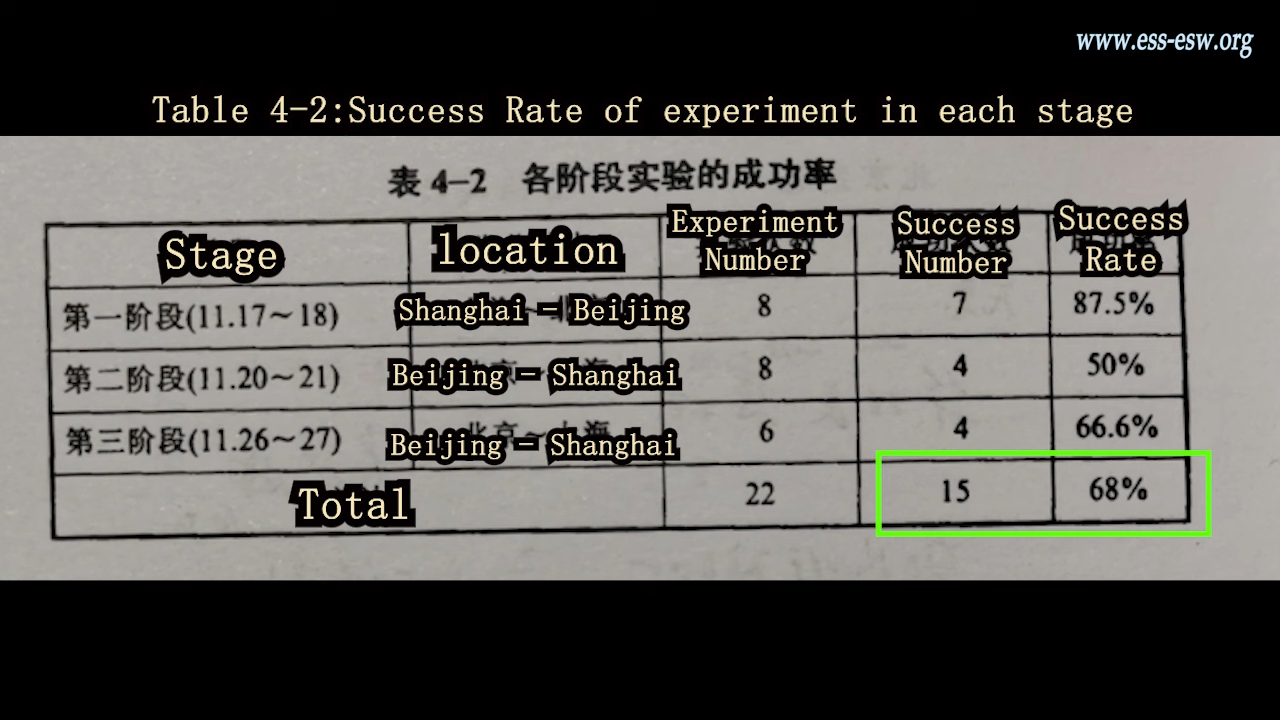 www.ess-esw.org
Table 4-2:Success Rate of experiment in each stage
表 4-2 各阶段实验的成功率
Stage location Experiment Number Success Number Success Rate
第一阶段(11.17~18) Shanghai - Beijing 8 7 87.5%
第二阶段(11.20~21) Beijing - Shanghai 8 4 50%
第三阶段(11.26~27) Beijing - Shanghai 6 4 66.6%
Total 22 15 68%